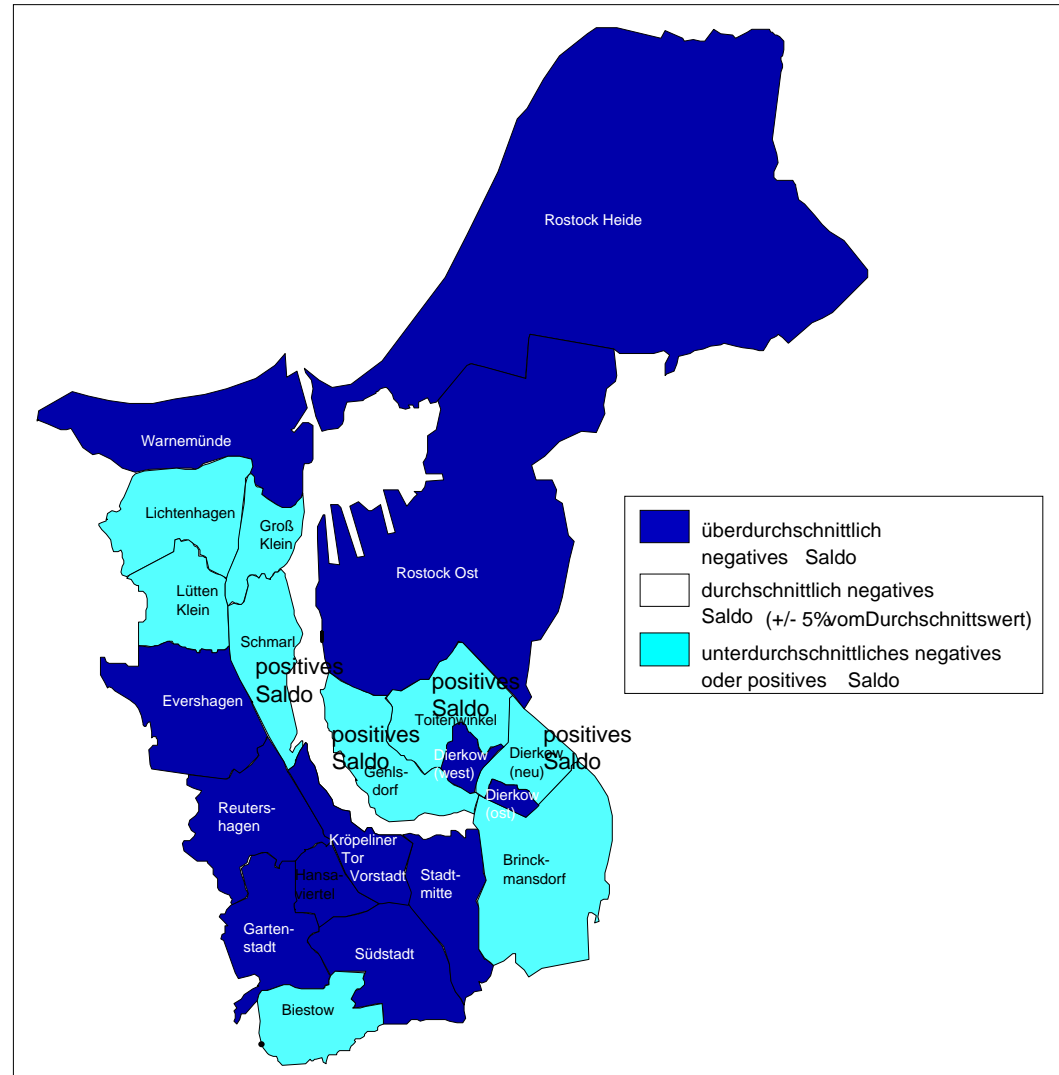 Rostock Heide
Warnemünde
Lichtenhagen
Groß
Klein
Rostock Ost
Lütten
Klein
Schmarl
positives
Saldo
Evershagen
positives
Saldo
Toitenwinkel
positives
Saldo
Gehls-
dorf
Dierkow
(west)
positives
Saldo
Dierkow
(neu)
Dierkow
(ost)
Reuters-
hagen
Kröpeliner
Tor
Vorstadt
Hansa
viertel
Stadt-
mitte
Brinck-
mansdorf
Garten-
stadt
Südstadt
Biestow
überdurchschnittlich
negatives Saldo
durchschnittlich negatives
Saldo (+/- 5%vomDurchschnittswert)
unterdurchschnittliches negatives
oder positives Saldo